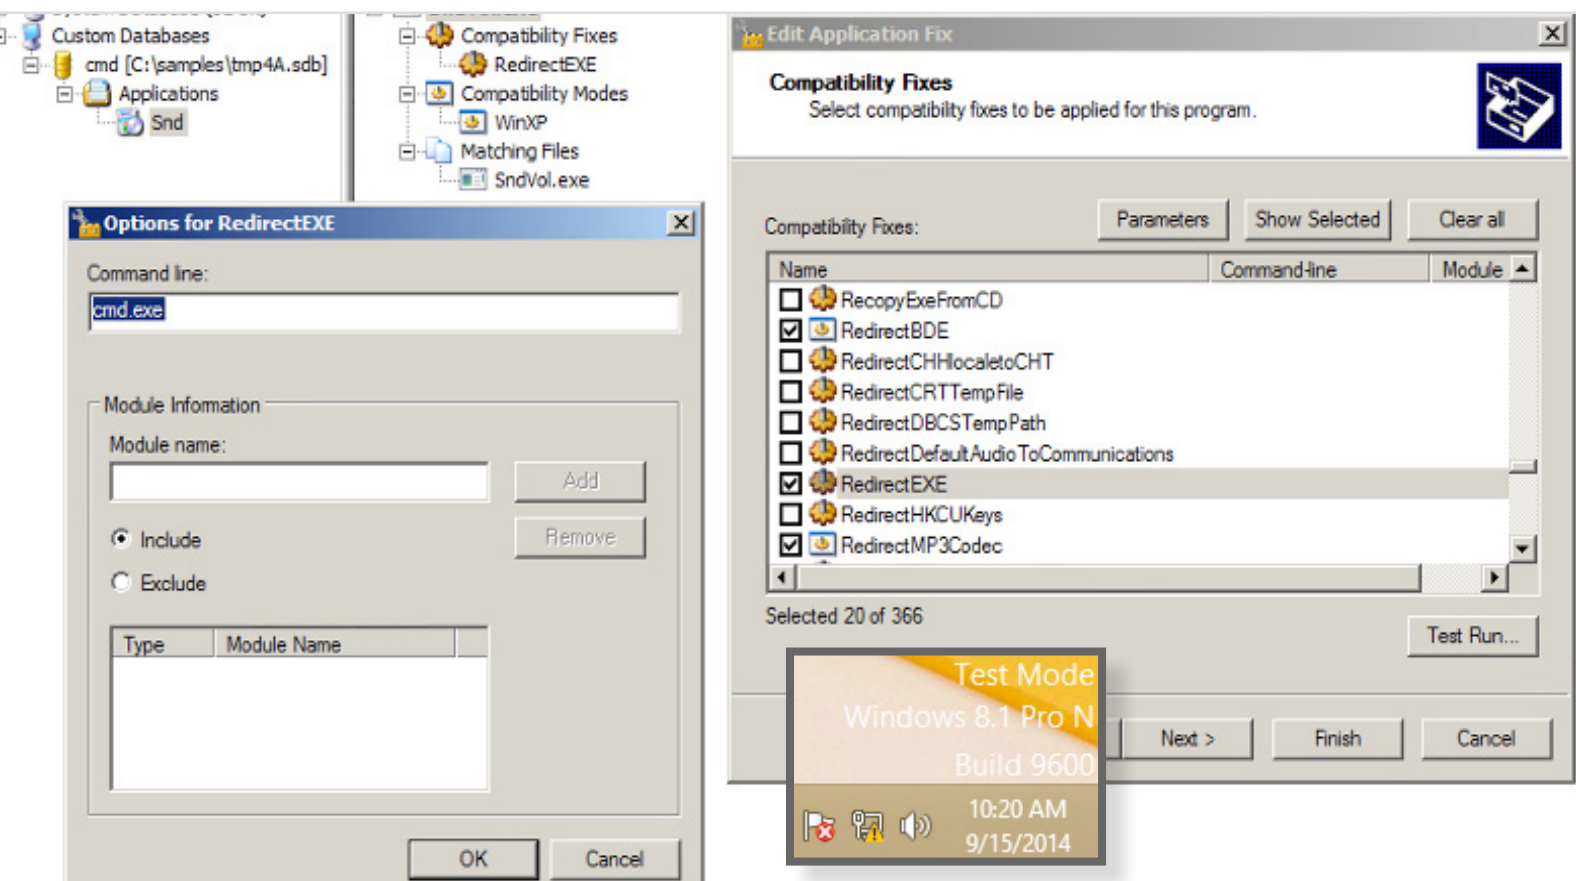 Custom Databases
cmd [C:\samples\tmp4A.sdb]
Applications
Snd
Compatibility Fixes
RedirectEXE
Compatibility Modes
WinXP
Matching Files
SndVol.exe
Options for RedirectEXE
Command line:
cmd.exe
Module Information
Module name:
Add
Include
Remove
Exclude
Type Module Name
OK Cancel
Edit Application Fix
Compatibility Fixes
Select compatibility fixes to be applied for this program.
Compatibility Fixes: Parameters Show Selected Clear all
Name Command-line Module
RecopyExeFromCD
RedirectBDE
RedirectCHHlocaletoCHT
RedirectCRTTempFile
RedirectDBCSTempPath
RedirectDefaultAudioToCommunications
RedirectEXE
RedirectHKCUKeys
RedirectMP3Codec
Selected 20 of 366
Test Run...
Next > Finish Cancel
Test Mode
Windows 8.1 Pro N
Build 9600
10:20 AM
9/15/2014